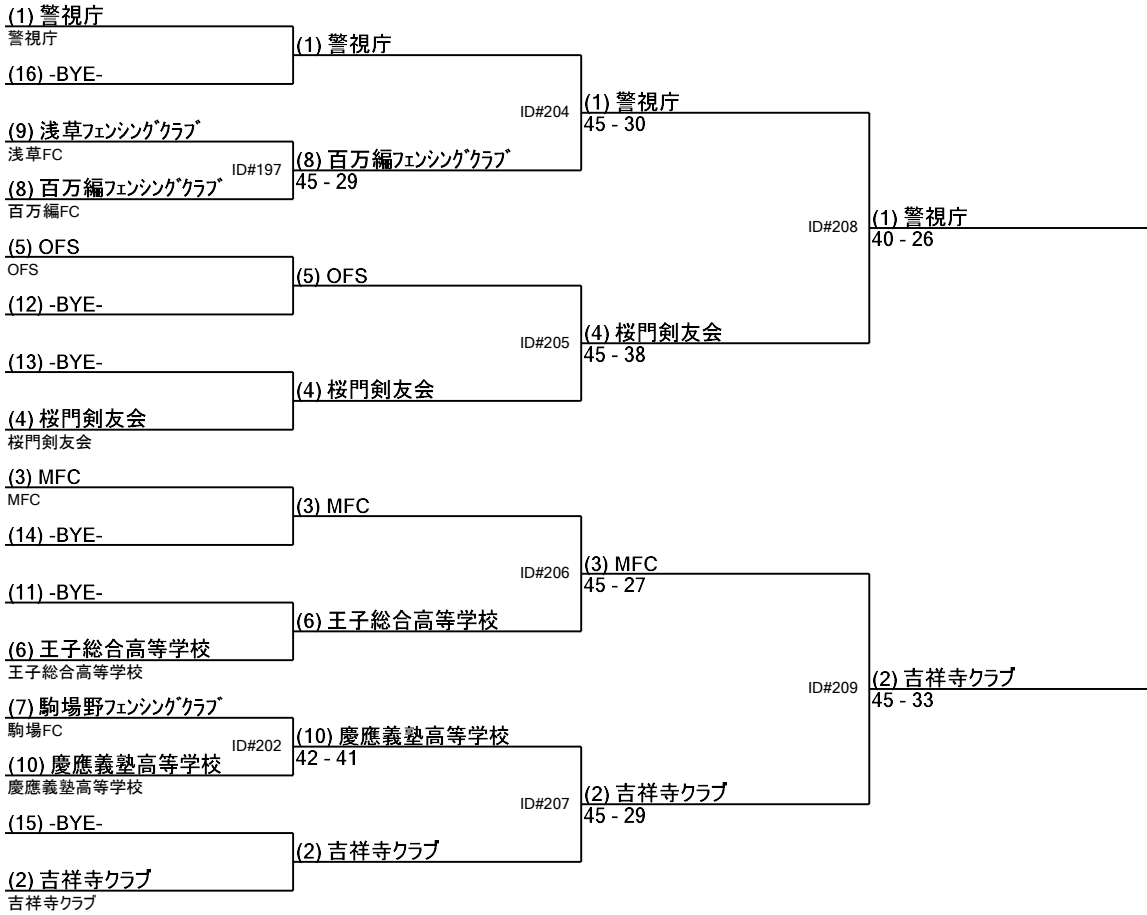 (1) 警視庁
警視庁
(16) -BYE-
(9) 浅草フェンシングクラブ
浅草FC
(8) 百万編フェンシングクラブ
百万編FC
(5) OFS
OFS
(12) -BYE-
(13) -BYE-
(4) 桜門剣友会
桜門剣友会
(3) MFC
MFC
(14) -BYE-
(11) -BYE-
(6) 王子総合高等学校
王子総合高等学校
(7) 駒場野フェンシングクラブ
駒場FC
(10) 慶應義塾高等学校
慶應義塾高等学校
(15) -BYE-
(2) 吉祥寺クラブ
吉祥寺クラブ
(1) 警視庁
ID#197
(8) 百万編フェンシングクラブ
45 - 29
(5) OFS
(4) 桜門剣友会
(3) MFC
(6) 王子総合高等学校
ID#202
(10) 慶應義塾高等学校
42 - 41
(2) 吉祥寺クラブ
ID#204
(1) 警視庁
45 - 30
ID#205
(4) 桜門剣友会
45 - 38
ID#206
(3) MFC
45 - 27
ID#207
(2) 吉祥寺クラブ
45 - 29
ID#208
(1) 警視庁
40 - 26
ID#209
(2) 吉祥寺クラブ
45 - 33